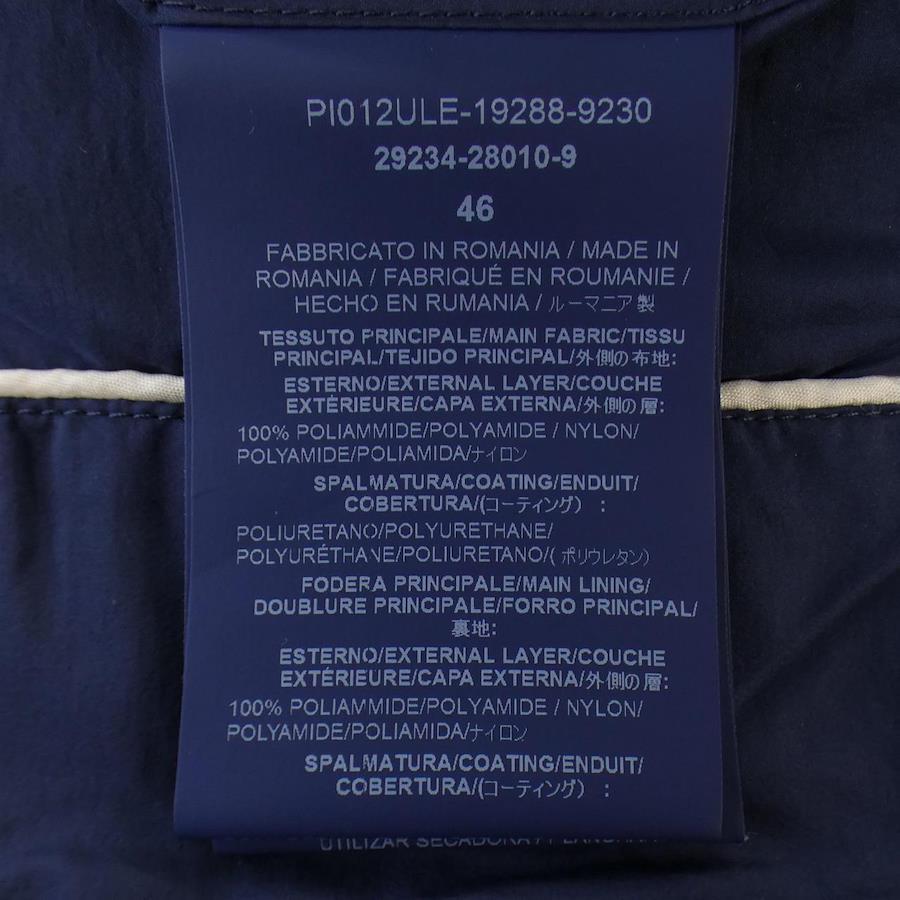 PI012ULE-19288-9230
29234-28010-9
46
FABBRICATO IN ROMANIA / MADE IN
ROMANIA / FABRIQUÉ EN ROUMANIE /
HECHO EN RUMANIA / ルーマニア製
TESSUTO PRINCIPALE/MAIN FABRIC/TISSU
PRINCIPAL/TEJIDO PRINCIPAL/外側の布地:
ESTERNO/EXTERNAL LAYER/COUCHE
EXTÉRIEURE/CAPA EXTERNA/外側の層:
100% POLIAMMIDE/POLYAMIDE / NYLON/
POLYAMIDE/POLIAMIDA/ナイロン
SPALMATURA/COATING/ENDUIT/
COBERTURA/(コーティング) :
POLIURETANO/POLYURETHANE/
POLYURÉTHANE/POLIURETANO/( ポリウレタン)
FODERA PRINCIPALE/MAIN LINING/
DOUBLURE PRINCIPALE/FORRO PRINCIPAL/
裏地:
ESTERNO/EXTERNAL LAYER/COUCHE
EXTÉRIEURE/CAPA EXTERNA/外側の層:
100% POLIAMMIDE/POLYAMIDE / NYLON/
POLYAMIDE/POLIAMIDA/ナイロン
SPALMATURA/COATING/ENDUIT/
COBERTURA/(コーティング) :
UTILIZAR SECADORA